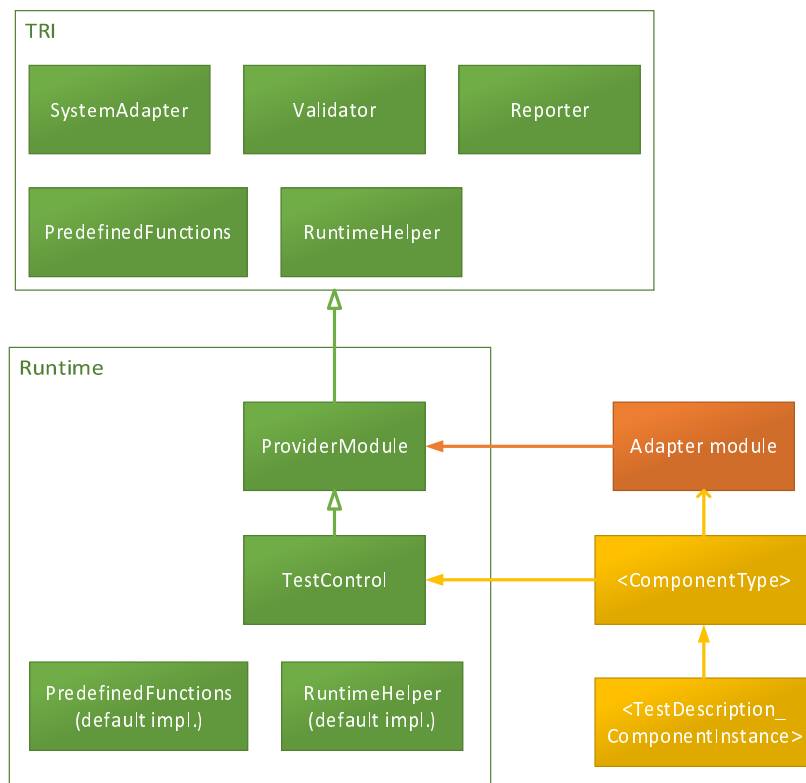 TRI
SystemAdapter
Validator
Reporter
PredefinedFunctions
RuntimeHelper
Runtime
ProviderModule
Adapter module
TestControl
<ComponentType>
PredefinedFunctions
(default impl.)
RuntimeHelper
(default impl.)
<TestDescription_
ComponentInstance>